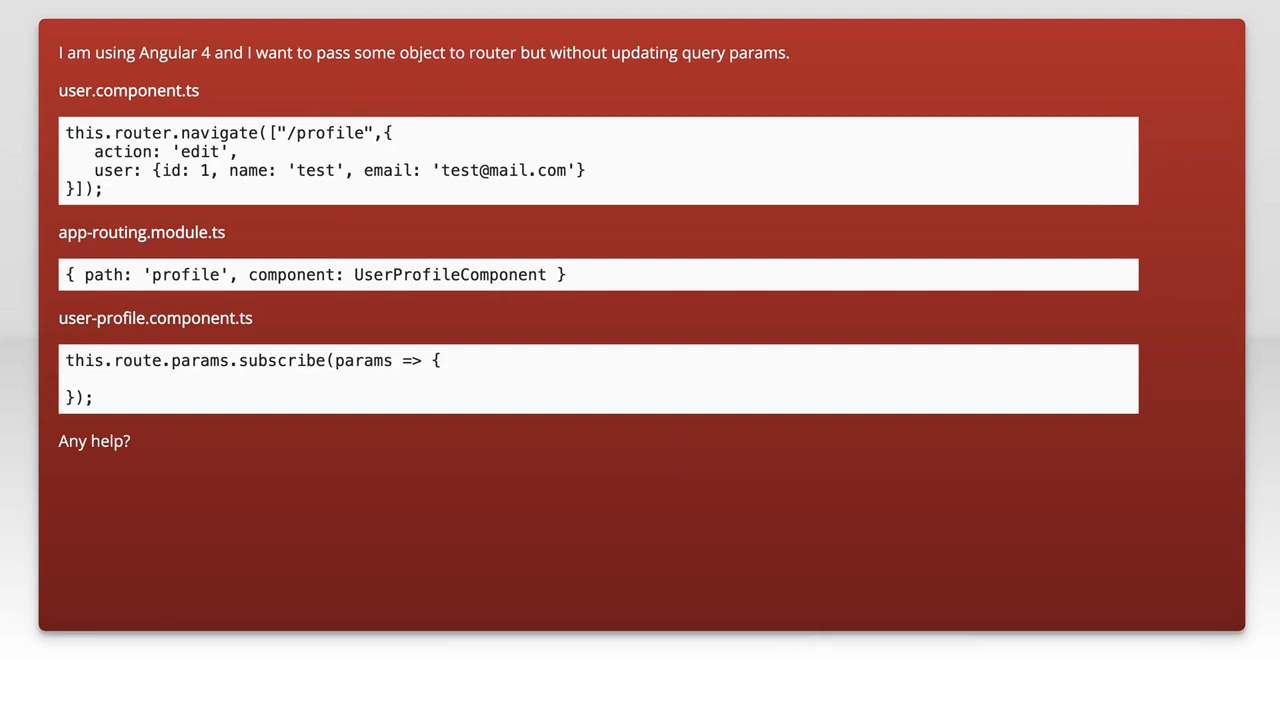 I am using Angular 4 and I want to pass some object to router but without updating query params.
user.component.ts
this.router.navigate(["/profile",{
   action: 'edit',
   user: {id: 1, name: 'test', email: 'test@mail.com'}
}]);
app-routing.module.ts
{ path: 'profile', component: UserProfileComponent }
user-profile.component.ts
this.route.params.subscribe(params => {
});
Any help?